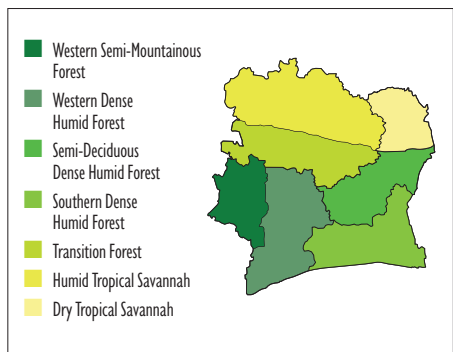 Western Semi-Mountainous
Forest
Western Dense
Humid Forest
Semi-Deciduous
Dense Humid Forest
Southern Dense
Humid Forest
Transition Forest
Humid Tropical Savannah
Dry Tropical Savannah